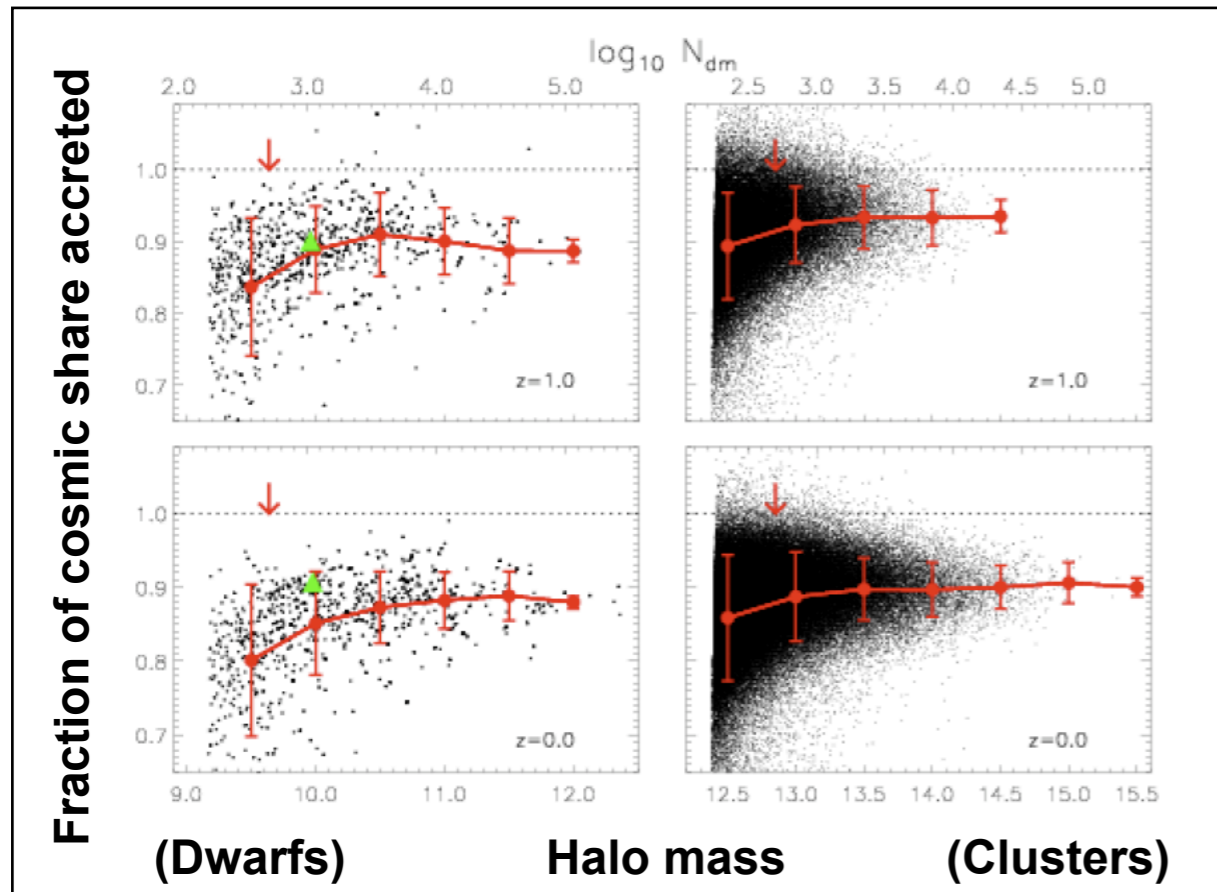 log10 Ndm
2.0 3.0 4.0 5.0 2.5 3.0 3.5 4.0 4.5 5.0
Fraction of cosmic share accreted
1.0
0.9
0.8
0.7
z=1.0
z=1.0
1.0
0.9
0.8
0.7
z=0.0
z=0.0
9.0 10.0 11.0 12.0 12.5 13.0 13.5 14.0 14.5 15.0 15.5
(Dwarfs) Halo mass (Clusters)